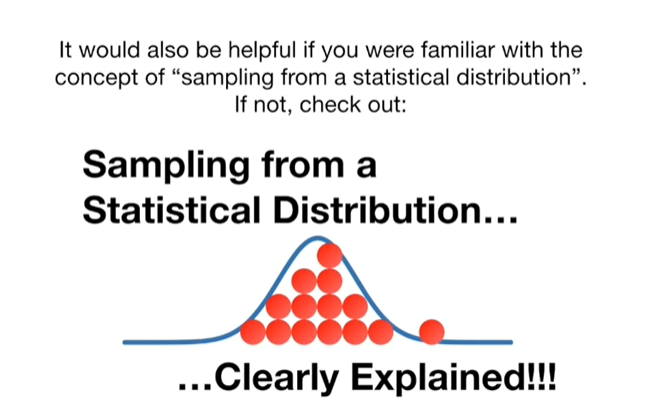 It would also be helpful if you were familiar with the
concept of “sampling from a statistical distribution”.
If not, check out:
Sampling from a
Statistical Distribution...
...Clearly Explained!!!